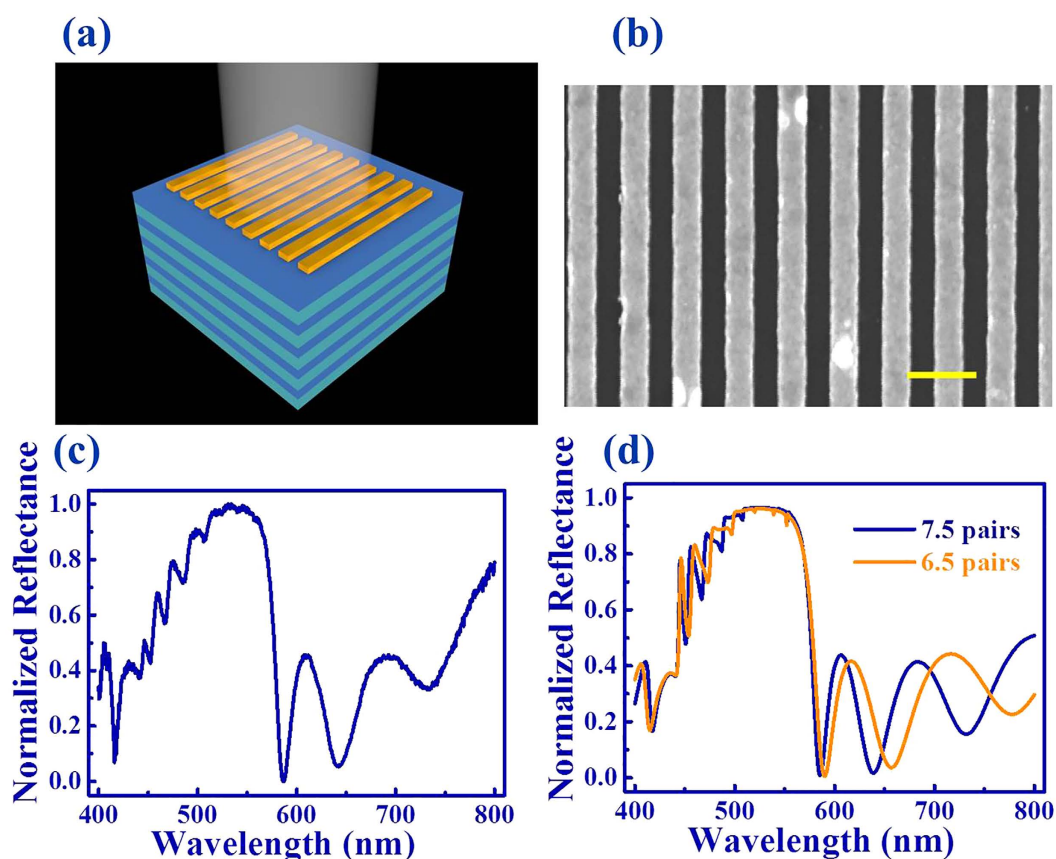 (a)
(b)
(c)
Normalized Reflectance
1.0
0.8
0.6
0.4
0.2
0.0
400
500
600
700
800
Wavelength (nm)
(d)
Normalized Reflectance
1.0
0.8
0.6
0.4
0.2
0.0
7.5 pairs
6.5 pairs
400
500
600
700
800
Wavelength (nm)